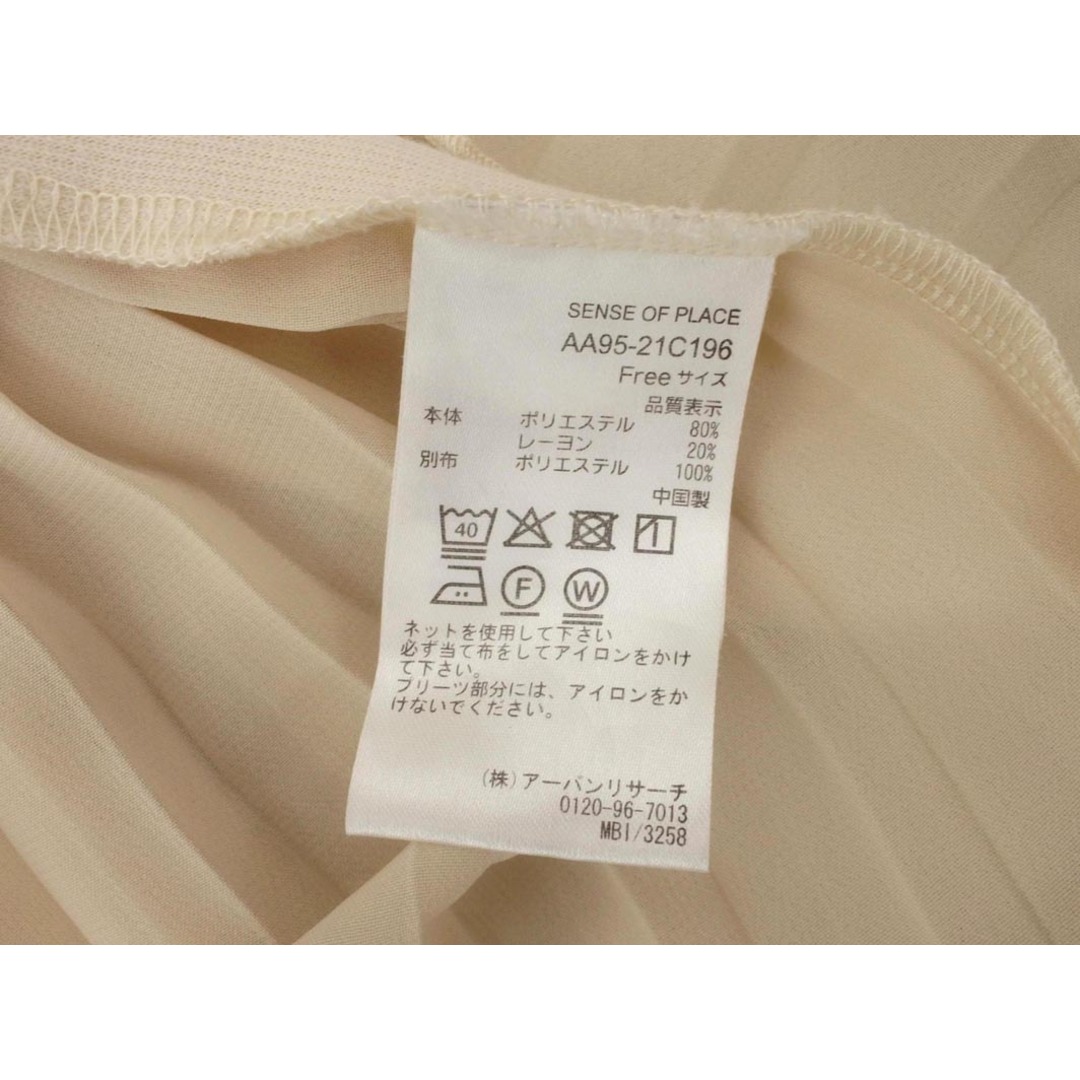 SENSE OF PLACE
AA95-21C196
Free サイズ
品質表示
本体 ポリエステル 80%
レーヨン 20%
別布 ポリエステル 100%
中国製
40
F W
ネットを使用して下さい
必ず当て布をしてアイロンをかけ
て下さい。
プリーツ部分には、アイロンをか
けないでください。
(株)アーバンリサーチ
0120-96-7013
MBI/3258